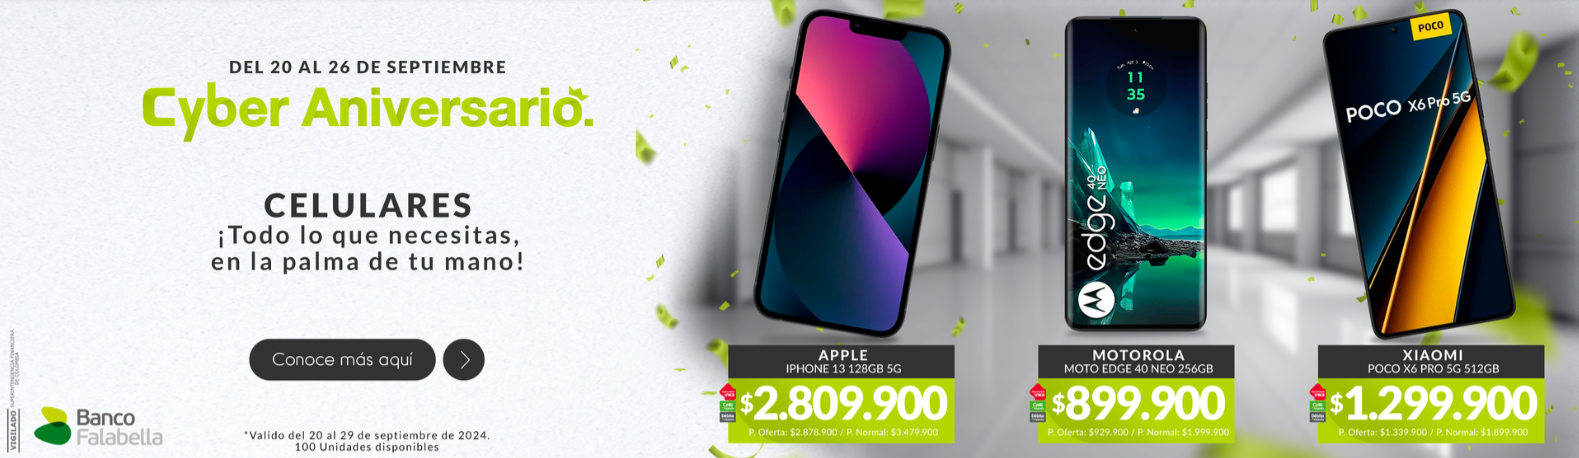 DEL 20 AL 26 DE SEPTIEMBRE
Cyber Aniversario.
CELULARES
¡Todo lo que necesitas,
en la palma de tu mano!
Conoce más aquí
VIGILADO SUPERINTENDENCIA FINANCIERA
DE COLOMBIA
Banco
Falabella
*Valido del 20 al 29 de septiembre de 2024.
100 Unidades disponibles
APPLE
IPHONE 13 128GB 5G
$2.809.900
P. Oferta: $2.878.900 / P. Normal: $3.479.900
11
35
edge 40 NEO
MOTOROLA
MOTO EDGE 40 NEO 256GB
$899.900
P. Oferta: $929.900 / P. Normal: $1.999.900
POCO
POCO X6 Pro 5G
XIAOMI
POCO X6 PRO 5G 512GB
$1.299.900
P. Oferta: $1.339.900 / P. Normal: $1.899.900